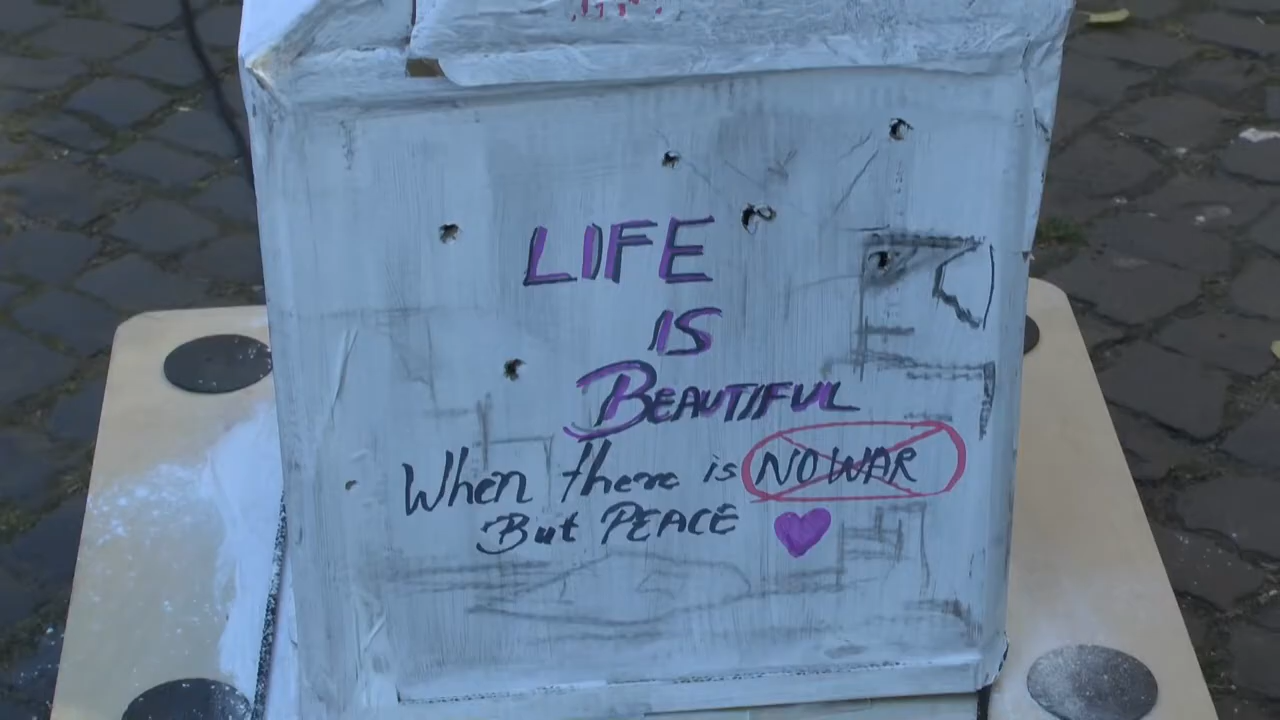 LIFE
IS
BEAUTIFUL
When there is NO WAR
But PEACE